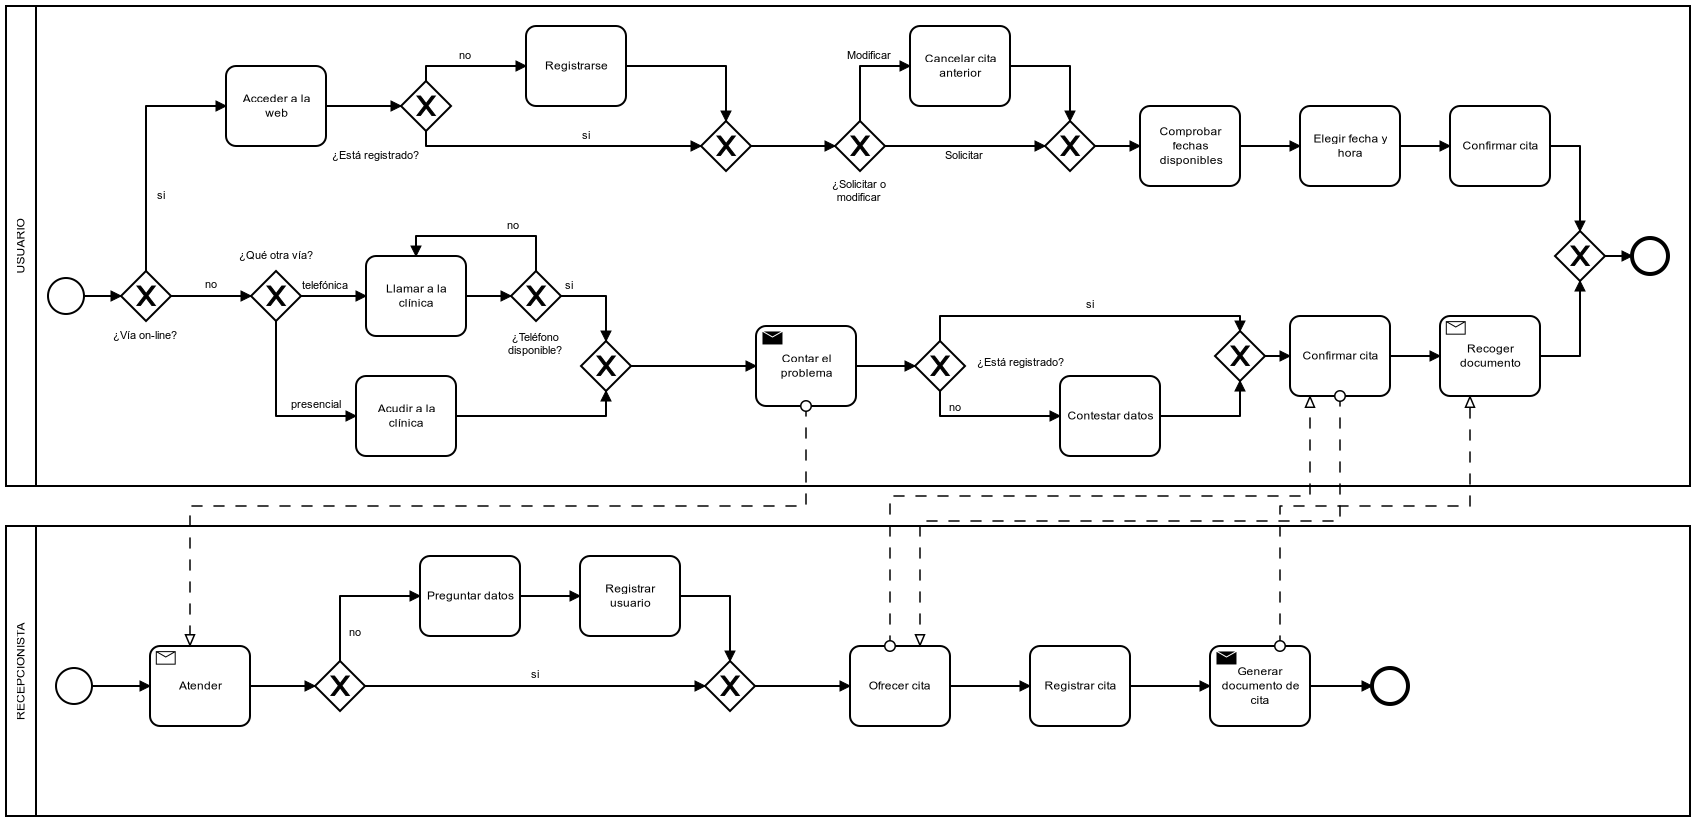 USUARIO
no
Registrarse
Modificar
Cancelar cita
anterior
Acceder a la
web
¿Está registrado?
si
Solicitar
¿Solicitar o
modificar
Comprobar
fechas
disponibles
Elegir fecha y
hora
Confirmar cita
si
¿Vía on-line?
no
¿Qué otra vía?
telefónica
Llamar a la
clínica
no
si
¿Teléfono
disponible?
presencial
Acudir a la
clínica
Contar el
problema
si
¿Está registrado?
no
Contestar datos
Confirmar cita
Recoger
documento
RECEPCIONISTA
Atender
no
Preguntar datos
Registrar
usuario
si
Ofrecer cita
Registrar cita
Generar
documento de
cita